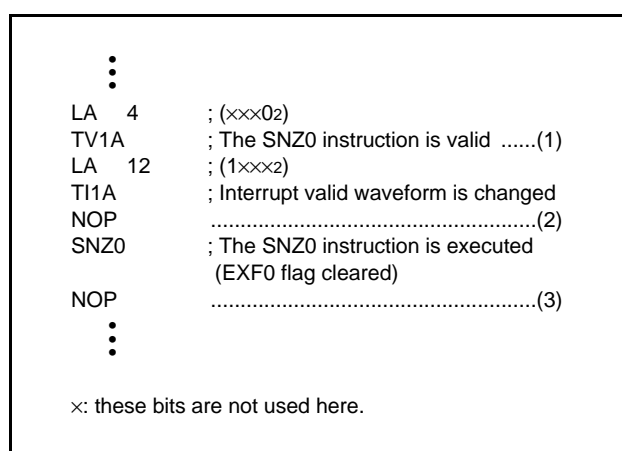 LA 4 ; (×××02)
TV1A ; The SNZ0 instruction is valid ......(1)
LA 12 ; (1×××2)
TI1A ; Interrupt valid waveform is changed
NOP .......................................................(2)
SNZ0 ; The SNZ0 instruction is executed
(EXF0 flag cleared)
NOP .......................................................(3)
×: these bits are not used here.